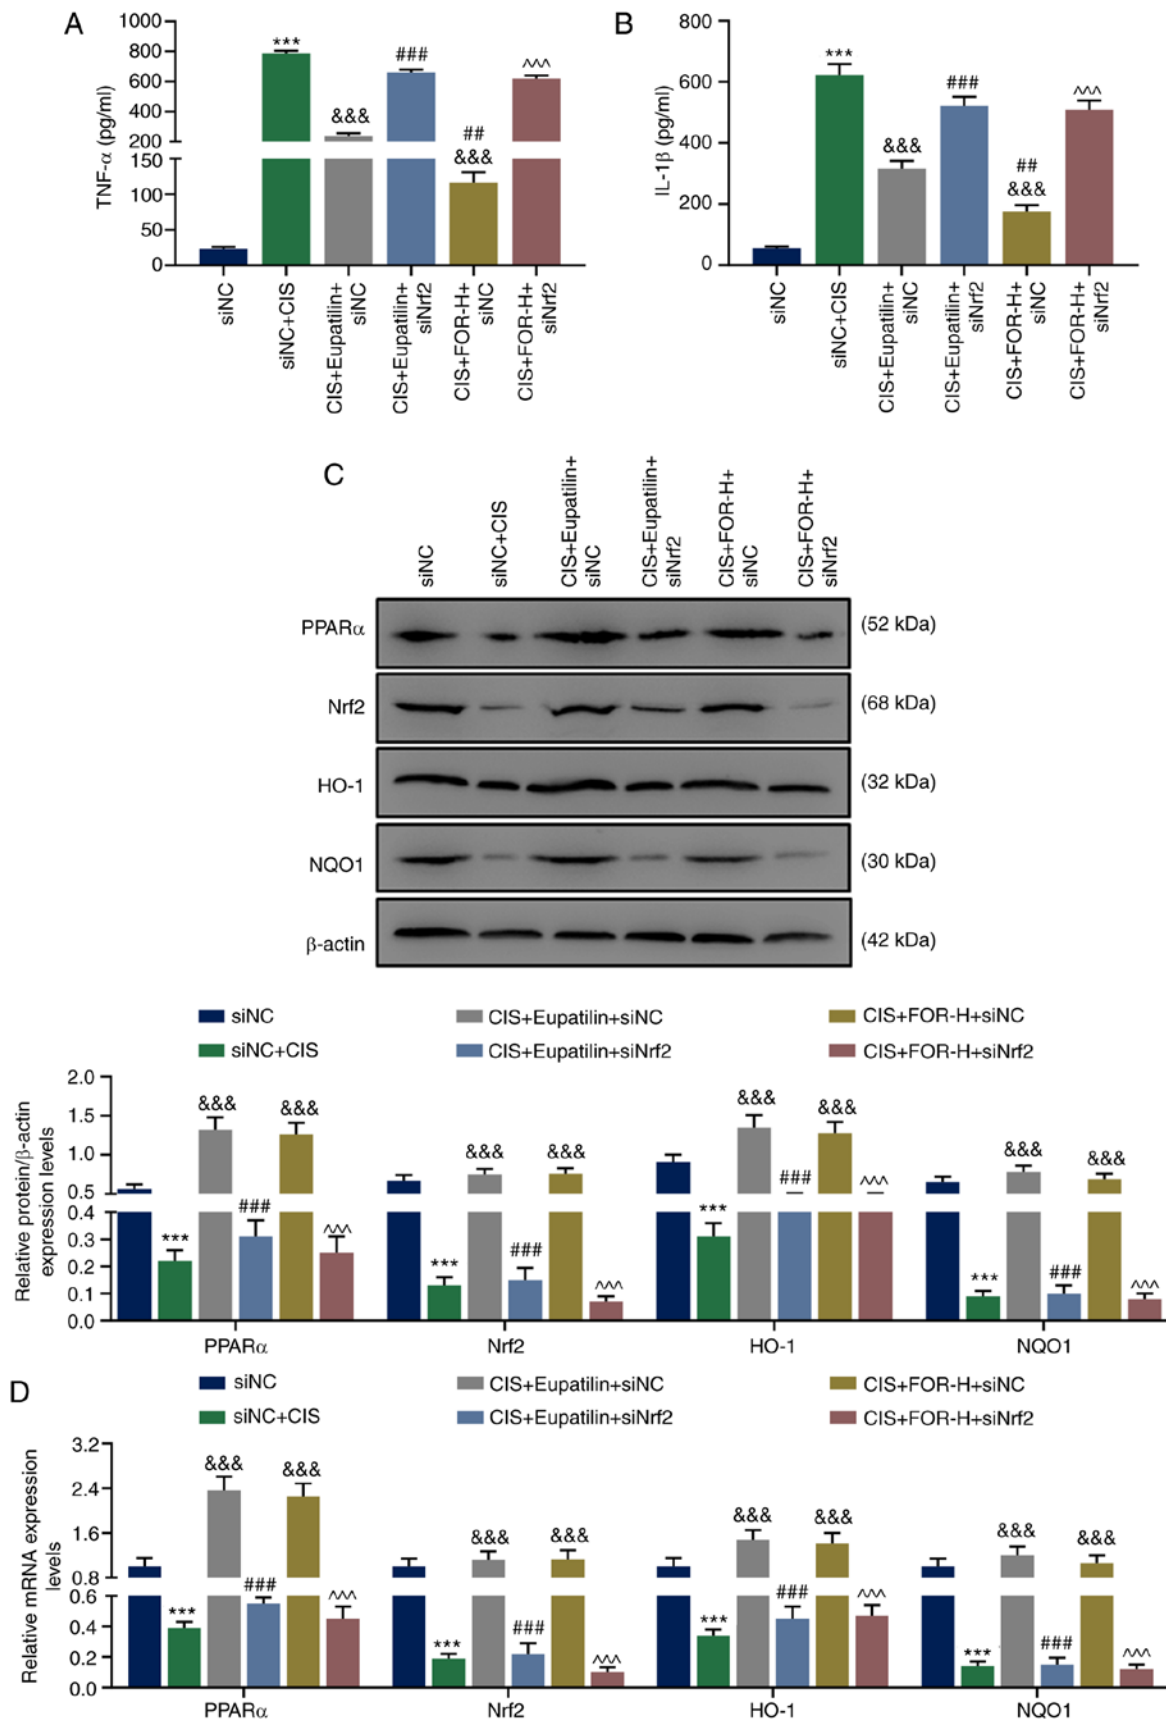 A
TNF-α (pg/ml)
1000
800
600
400
200
150
100
50
0
***
&&&
###
##
&&&
^^^
siNC
siNC+CIS
CIS+Eupatilin+
siNC
CIS+Eupatilin+
siNrf2
CIS+FOR-H+
siNC
CIS+FOR-H+
siNrf2
B
IL-1β (pg/ml)
800
600
400
200
0
***
&&&
###
##
&&&
^^^
siNC
siNC+CIS
CIS+Eupatilin+
siNC
CIS+Eupatilin+
siNrf2
CIS+FOR-H+
siNC
CIS+FOR-H+
siNrf2
C
siNC
siNC+CIS
CIS+Eupatilin+
siNC
CIS+Eupatilin+
siNrf2
CIS+FOR-H+
siNC
CIS+FOR-H+
siNrf2
PPARα (52 kDa)
Nrf2 (68 kDa)
HO-1 (32 kDa)
NQO1 (30 kDa)
β-actin (42 kDa)
siNC CIS+Eupatilin+siNC CIS+FOR-H+siNC
siNC+CIS CIS+Eupatilin+siNrf2 CIS+FOR-H+siNrf2
Relative protein/β-actin
expression levels
2.0
1.5
1.0
0.5
0.4
0.3
0.2
0.1
0.0
*** &&& ### &&& ^^^
*** &&& ### &&& ^^^
*** &&& ### &&& ^^^
*** &&& ### &&& ^^^
PPARα Nrf2 HO-1 NQO1
D
siNC CIS+Eupatilin+siNC CIS+FOR-H+siNC
siNC+CIS CIS+Eupatilin+siNrf2 CIS+FOR-H+siNrf2
Relative mRNA expression
levels
3.2
2.4
1.6
0.8
0.6
0.4
0.2
0.0
*** &&& ### &&& ^^^
*** &&& ### &&& ^^^
*** &&& ### &&& ^^^
*** &&& ### &&& ^^^
PPARα Nrf2 HO-1 NQO1